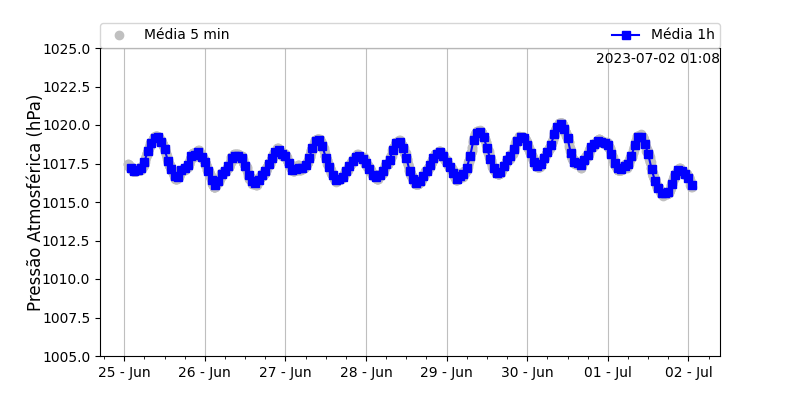 Média 5 min
Média 1h
2023-07-02 01:08
Pressão Atmosférica (hPa)
1025.0
1022.5
1020.0
1017.5
1015.0
1012.5
1010.0
1007.5
1005.0
25 - Jun
26 - Jun
27 - Jun
28 - Jun
29 - Jun
30 - Jun
01 - Jul
02 - Jul